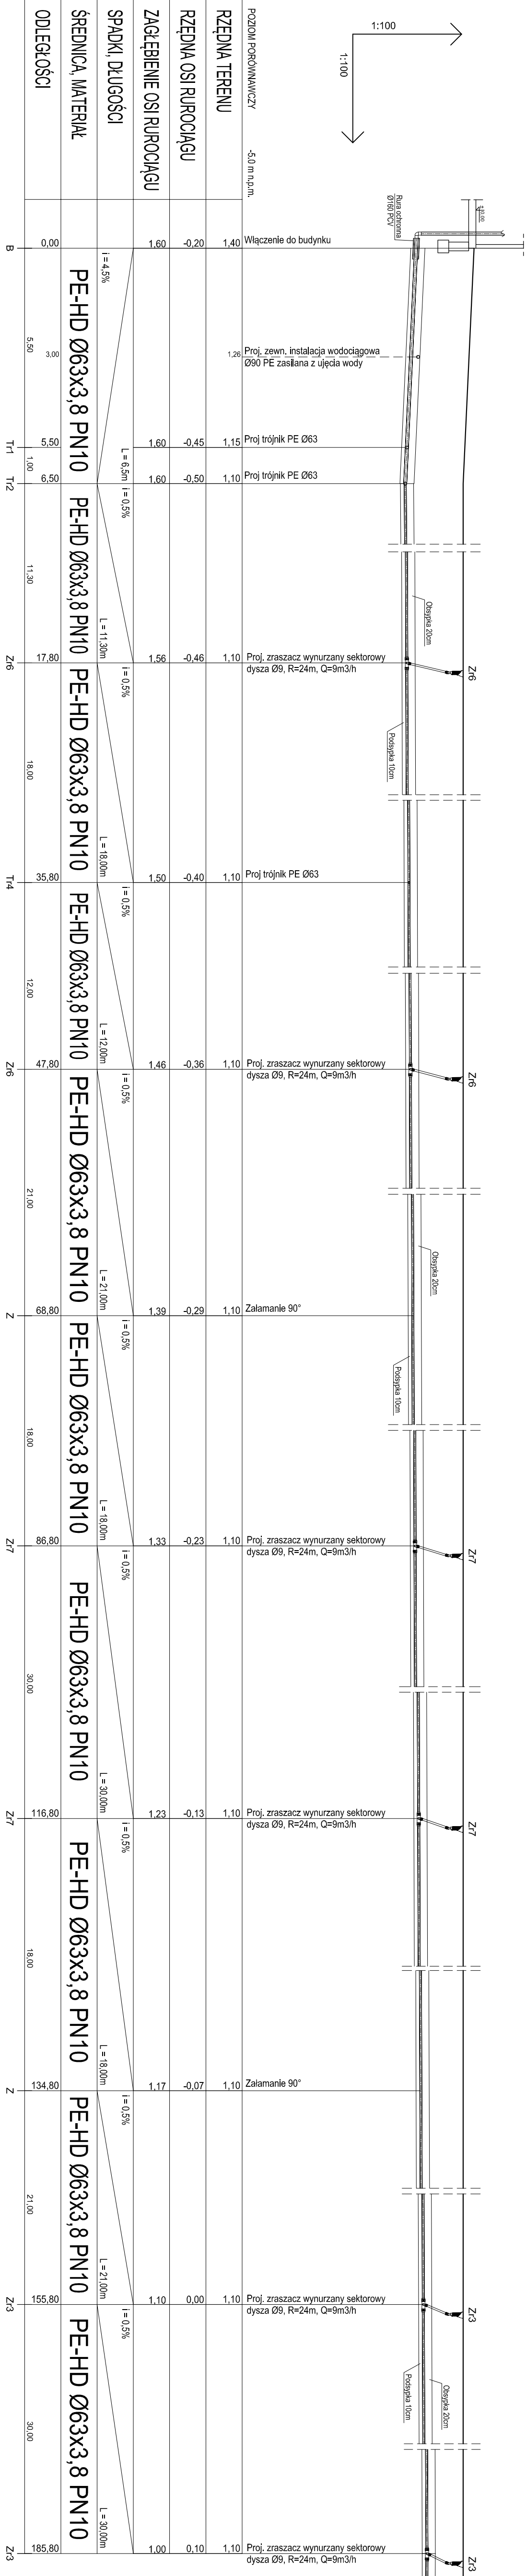 1:100
1:100
POZIOM PORÓWNAWCZY -5.0 m n.p.m.
RZĘDNA TERENU
RZĘDNA OSI RUROCIĄGU
ZAGŁĘBIENIE OSI RUROCIĄGU
SPADKI, DŁUGOŚCI
ŚREDNICA, MATERIAŁ
ODLEGŁOŚCI
Rura ochronna
Ø160 PCV
Włączenie do budynku
1,40
-0,20
1,60
0,00
B
i = 4,5%
PE-HD Ø63x3,8 PN10
5,50
3,00
Proj. zewn. instalacja wodociągowa
Ø90 PE zasilana z ujęcia wody
1,26
Proj trójnik PE Ø63
1,15
-0,45
1,60
5,50
Tr1
1,00
L = 6,5m
Proj trójnik PE Ø63
1,10
-0,50
1,60
6,50
Tr2
i = 0,5%
PE-HD Ø63x3,8 PN10
11,30
L = 11,30m
Obsypka 20cm
Zr6
Proj. zraszacz wynurzany sektorowy
dysza Ø9, R=24m, Q=9m3/h
1,10
-0,46
1,56
17,80
Zr6
i = 0,5%
PE-HD Ø63x3,8 PN10
18,00
L = 18,00m
Podsypka 10cm
Proj trójnik PE Ø63
1,10
-0,40
1,50
35,80
Tr4
i = 0,5%
PE-HD Ø63x3,8 PN10
12,00
L = 12,00m
Zr6
Proj. zraszacz wynurzany sektorowy
dysza Ø9, R=24m, Q=9m3/h
1,10
-0,36
1,46
47,80
Zr6
i = 0,5%
PE-HD Ø63x3,8 PN10
21,00
L = 21,00m
Obsypka 20cm
Załamanie 90°
1,10
-0,29
1,39
68,80
Z
i = 0,5%
PE-HD Ø63x3,8 PN10
18,00
L = 18,00m
Podsypka 10cm
Zr7
Proj. zraszacz wynurzany sektorowy
dysza Ø9, R=24m, Q=9m3/h
1,10
-0,23
1,33
86,80
Zr7
i = 0,5%
PE-HD Ø63x3,8 PN10
30,00
L = 30,00m
Zr7
Proj. zraszacz wynurzany sektorowy
dysza Ø9, R=24m, Q=9m3/h
1,10
-0,13
1,23
116,80
Zr7
i = 0,5%
PE-HD Ø63x3,8 PN10
18,00
L = 18,00m
Załamanie 90°
1,10
-0,07
1,17
134,80
Z
i = 0,5%
PE-HD Ø63x3,8 PN10
21,00
L = 21,00m
Zr3
Proj. zraszacz wynurzany sektorowy
dysza Ø9, R=24m, Q=9m3/h
1,10
0,00
1,10
155,80
Zr3
i = 0,5%
PE-HD Ø63x3,8 PN10
30,00
L = 30,00m
Podsypka 10cm
Obsypka 20cm
Zr3
Proj. zraszacz wynurzany sektorowy
dysza Ø9, R=24m, Q=9m3/h
1,10
0,10
1,00
185,80
Zr3